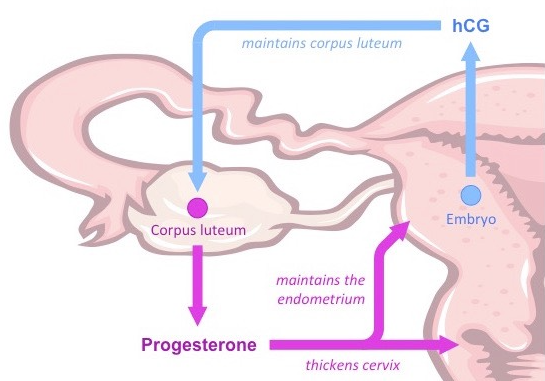 hCG
maintains corpus luteum
Corpus luteum
Embryo
maintains the
endometrium
Progesterone
thickens cervix